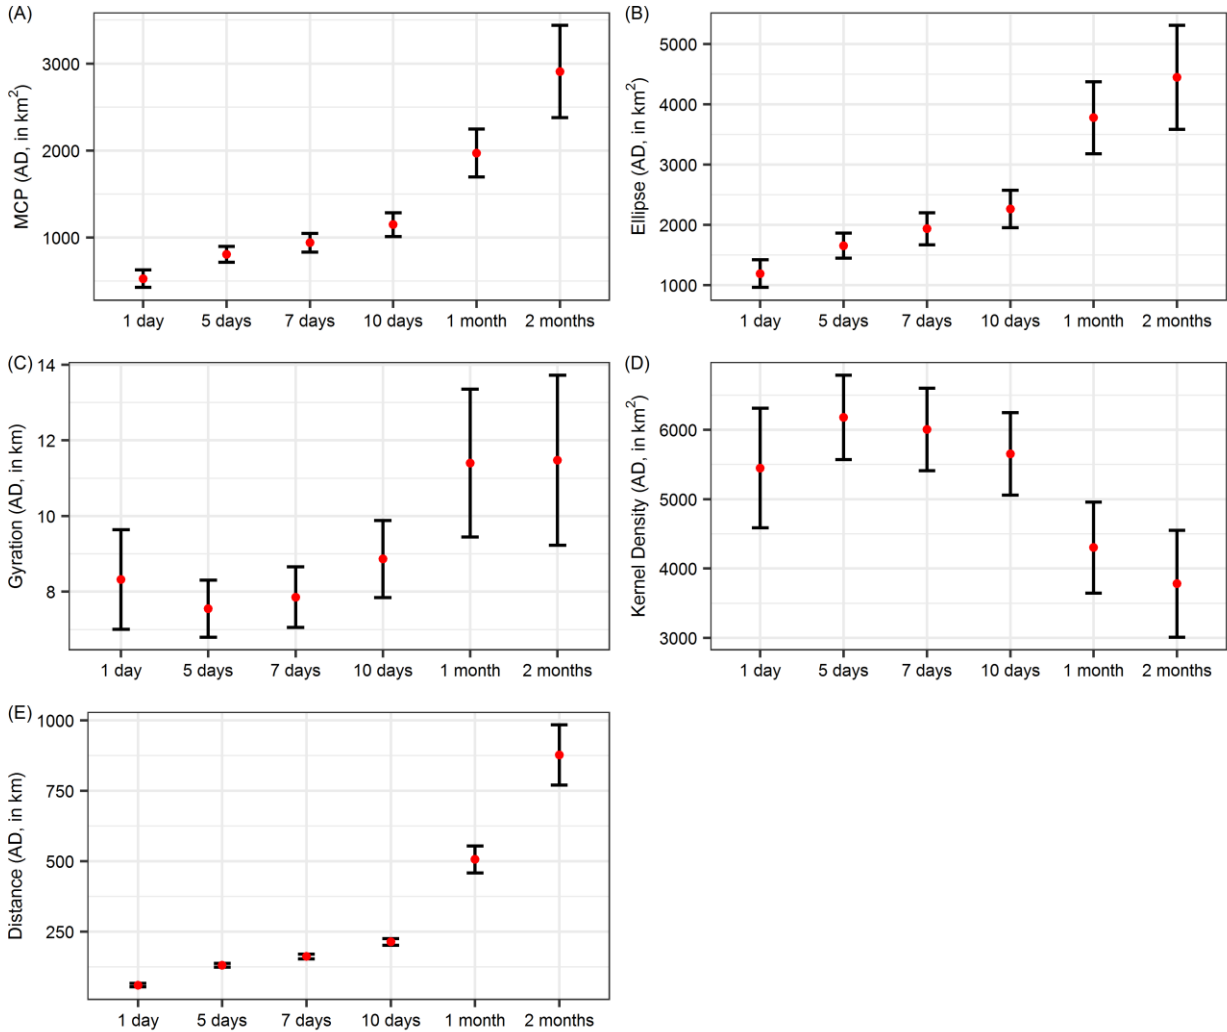 (A)
MCP (AD, in km²)
3000
2000
1000
1 day 5 days 7 days 10 days 1 month 2 months
(B)
Ellipse (AD, in km²)
5000
4000
3000
2000
1000
1 day 5 days 7 days 10 days 1 month 2 months
(C)
Gyration (AD, in km)
14
12
10
8
1 day 5 days 7 days 10 days 1 month 2 months
(D)
Kernel Density (AD, in km²)
6000
5000
4000
3000
1 day 5 days 7 days 10 days 1 month 2 months
(E)
Distance (AD, in km)
1000
750
500
250
1 day 5 days 7 days 10 days 1 month 2 months